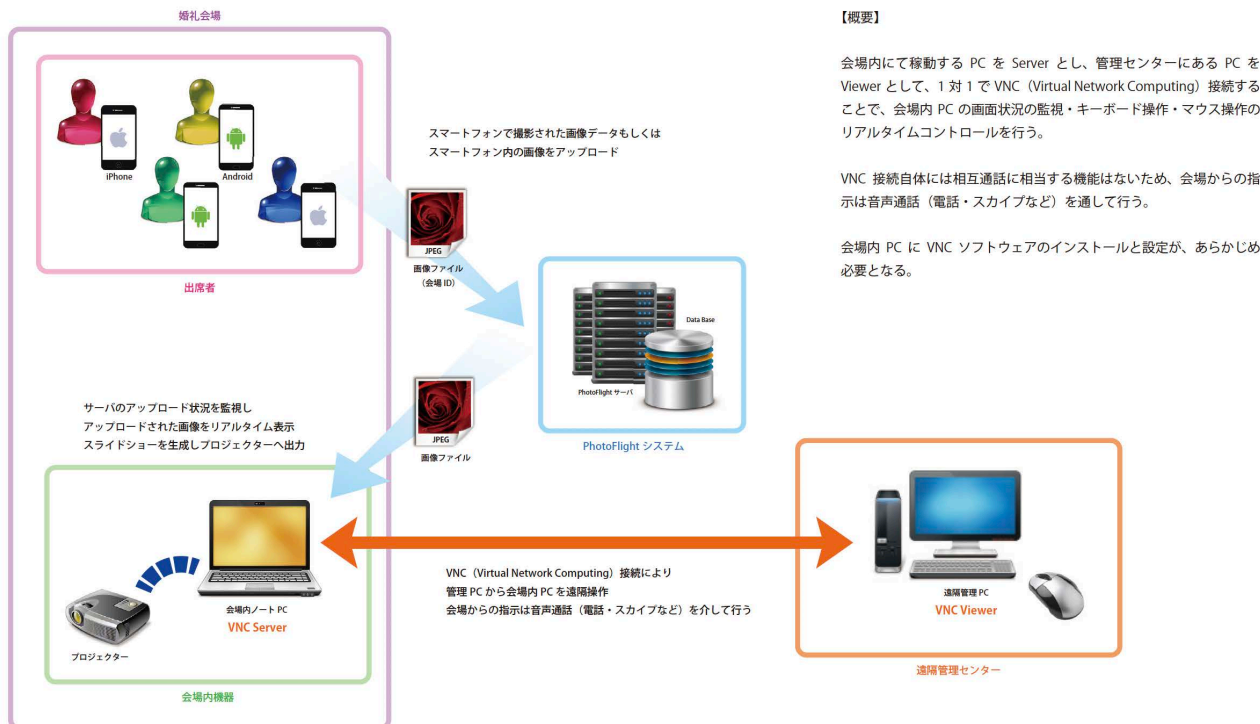 婚礼会場
iPhone
Android
出席者
スマートフォンで撮影された画像データもしくは
スマートフォン内の画像をアップロード
JPEG
画像ファイル
（会場 ID）
Data Base
PhotoFlight サーバ
PhotoFlight システム
JPEG
画像ファイル
サーバのアップロード状況を監視し
アップロードされた画像をリアルタイム表示
スライドショーを生成しプロジェクターへ出力
会場内ノート PC
VNC Server
プロジェクター
会場内機器
VNC（Virtual Network Computing）接続により
管理 PC から会場内 PC を遠隔操作
会場からの指示は音声通話（電話・スカイプなど）を介して行う
遠隔管理 PC
VNC Viewer
遠隔管理センター
【概要】
会場内にて稼動する PC を Server とし、管理センターにある PC を
Viewer として、1 対 1 で VNC（Virtual Network Computing）接続する
ことで、会場内 PC の画面状況の監視・キーボード操作・マウス操作の
リアルタイムコントロールを行う。
VNC 接続自体には相互通話に相当する機能はないため、会場からの指
示は音声通話（電話・スカイプなど）を通して行う。
会場内 PC に VNC ソフトウェアのインストールと設定が、あらかじめ
必要となる。